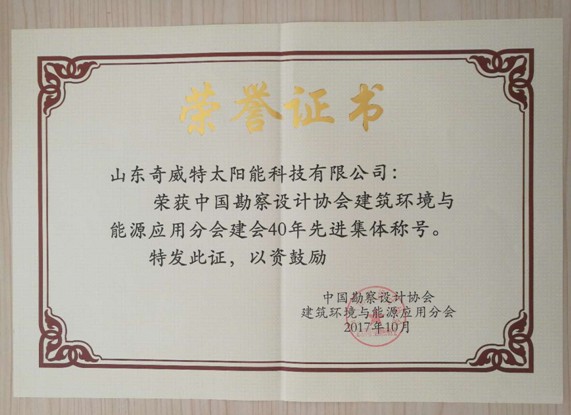 荣誉证书
山东奇威特太阳能科技有限公司：
荣获中国勘察设计协会建筑环境与
能源应用分会建会40年先进集体称号。
特发此证，以资鼓励
中国勘察设计协会
建筑环境与能源应用分会
2017年10月